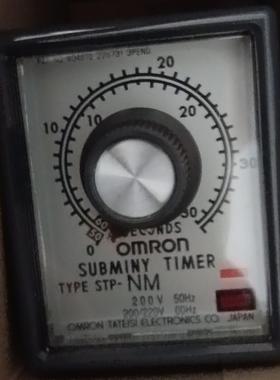 20
10 10 20
30
60 SECONDS 30
50 0 OMRON
SUBMINY TIMER
TYPE STP-NM
200V 50Hz
200/220V 60Hz
OMRON TATEISI ELECTRONICS CO. JAPAN